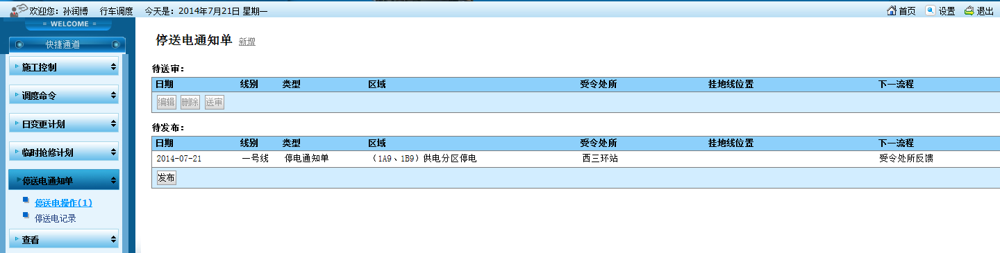 欢迎您：孙润博 行车调度 今天是：2014年7月21日 星期一 首页 设置 退出
= WELCOME =
快捷通道
施工控制
调度命令
日变更计划
临时抢修计划
停送电通知单
停送电操作(1)
停送电记录
查看
停送电通知单 新增
待送审：
日期 线别 类型 区域 受令处所 挂地线位置 下一流程
编辑 删除 送审
待发布：
日期 线别 类型 区域 受令处所 挂地线位置 下一流程
2014-07-21 一号线 停电通知单 （1A9、1B9）供电分区停电 西三环站 受令处所反馈
发布